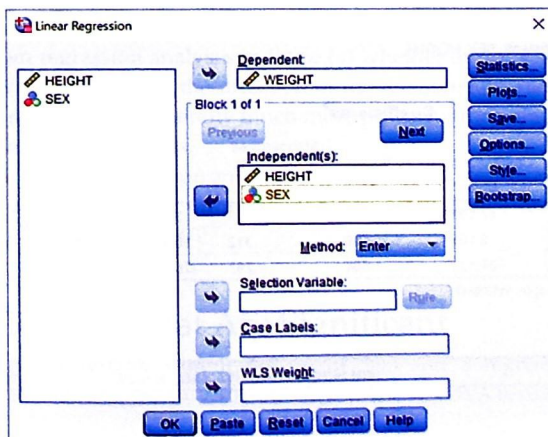 Linear Regression
HEIGHT
SEX
Dependent:
WEIGHT
Block 1 of 1
Previous
Next
Independent(s):
HEIGHT
SEX
Method: Enter
Selection Variable:
Rule...
Case Labels:
WLS Weight:
Statistics...
Plots...
Save...
Options...
Style...
Bootstrap...
OK Paste Reset Cancel Help